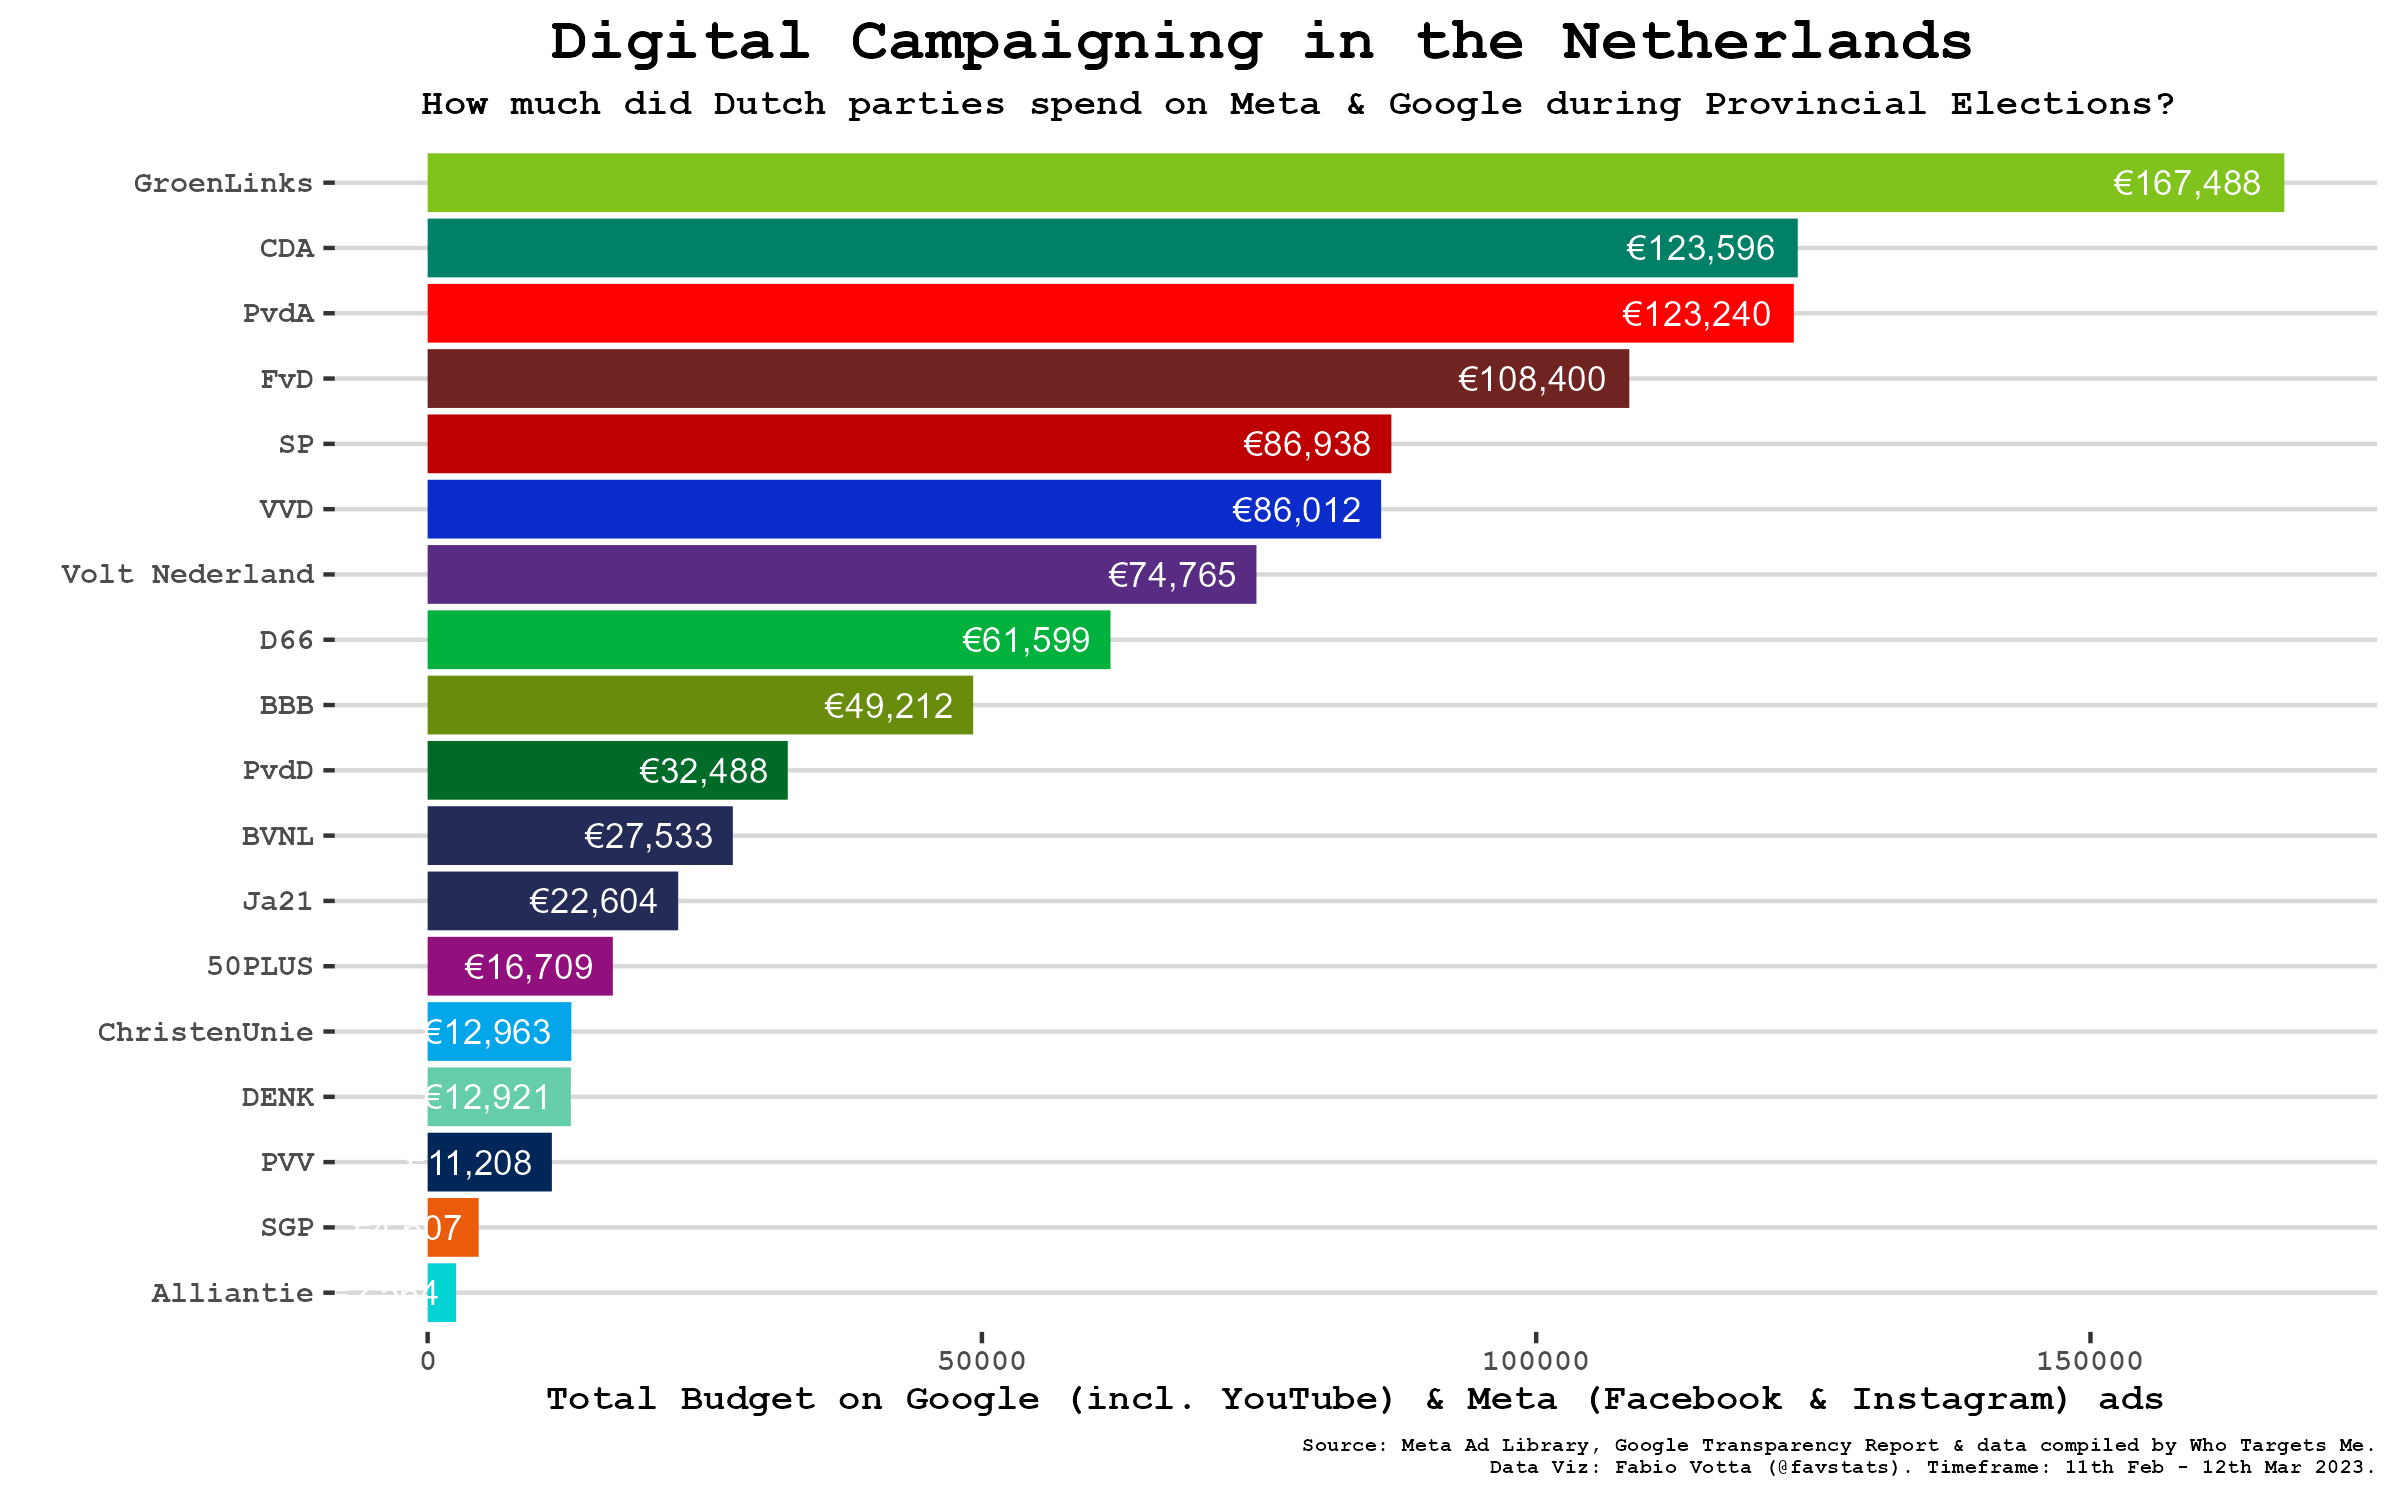 Digital Campaigning in the Netherlands
How much did Dutch parties spend on Meta & Google during Provincial Elections?
GroenLinks €167,488
CDA €123,596
PvdA €123,240
FvD €108,400
SP €86,938
VVD €86,012
Volt Nederland €74,765
D66 €61,599
BBB €49,212
PvdD €32,488
BVNL €27,533
Ja21 €22,604
50PLUS €16,709
ChristenUnie €12,963
DENK €12,921
PVV €11,208
SGP
Alliantie
0 50000 100000 150000
Total Budget on Google (incl. YouTube) & Meta (Facebook & Instagram) ads
Source: Meta Ad Library, Google Transparency Report & data compiled by Who Targets Me.
Data Viz: Fabio Votta (@favstats). Timeframe: 11th Feb - 12th Mar 2023.